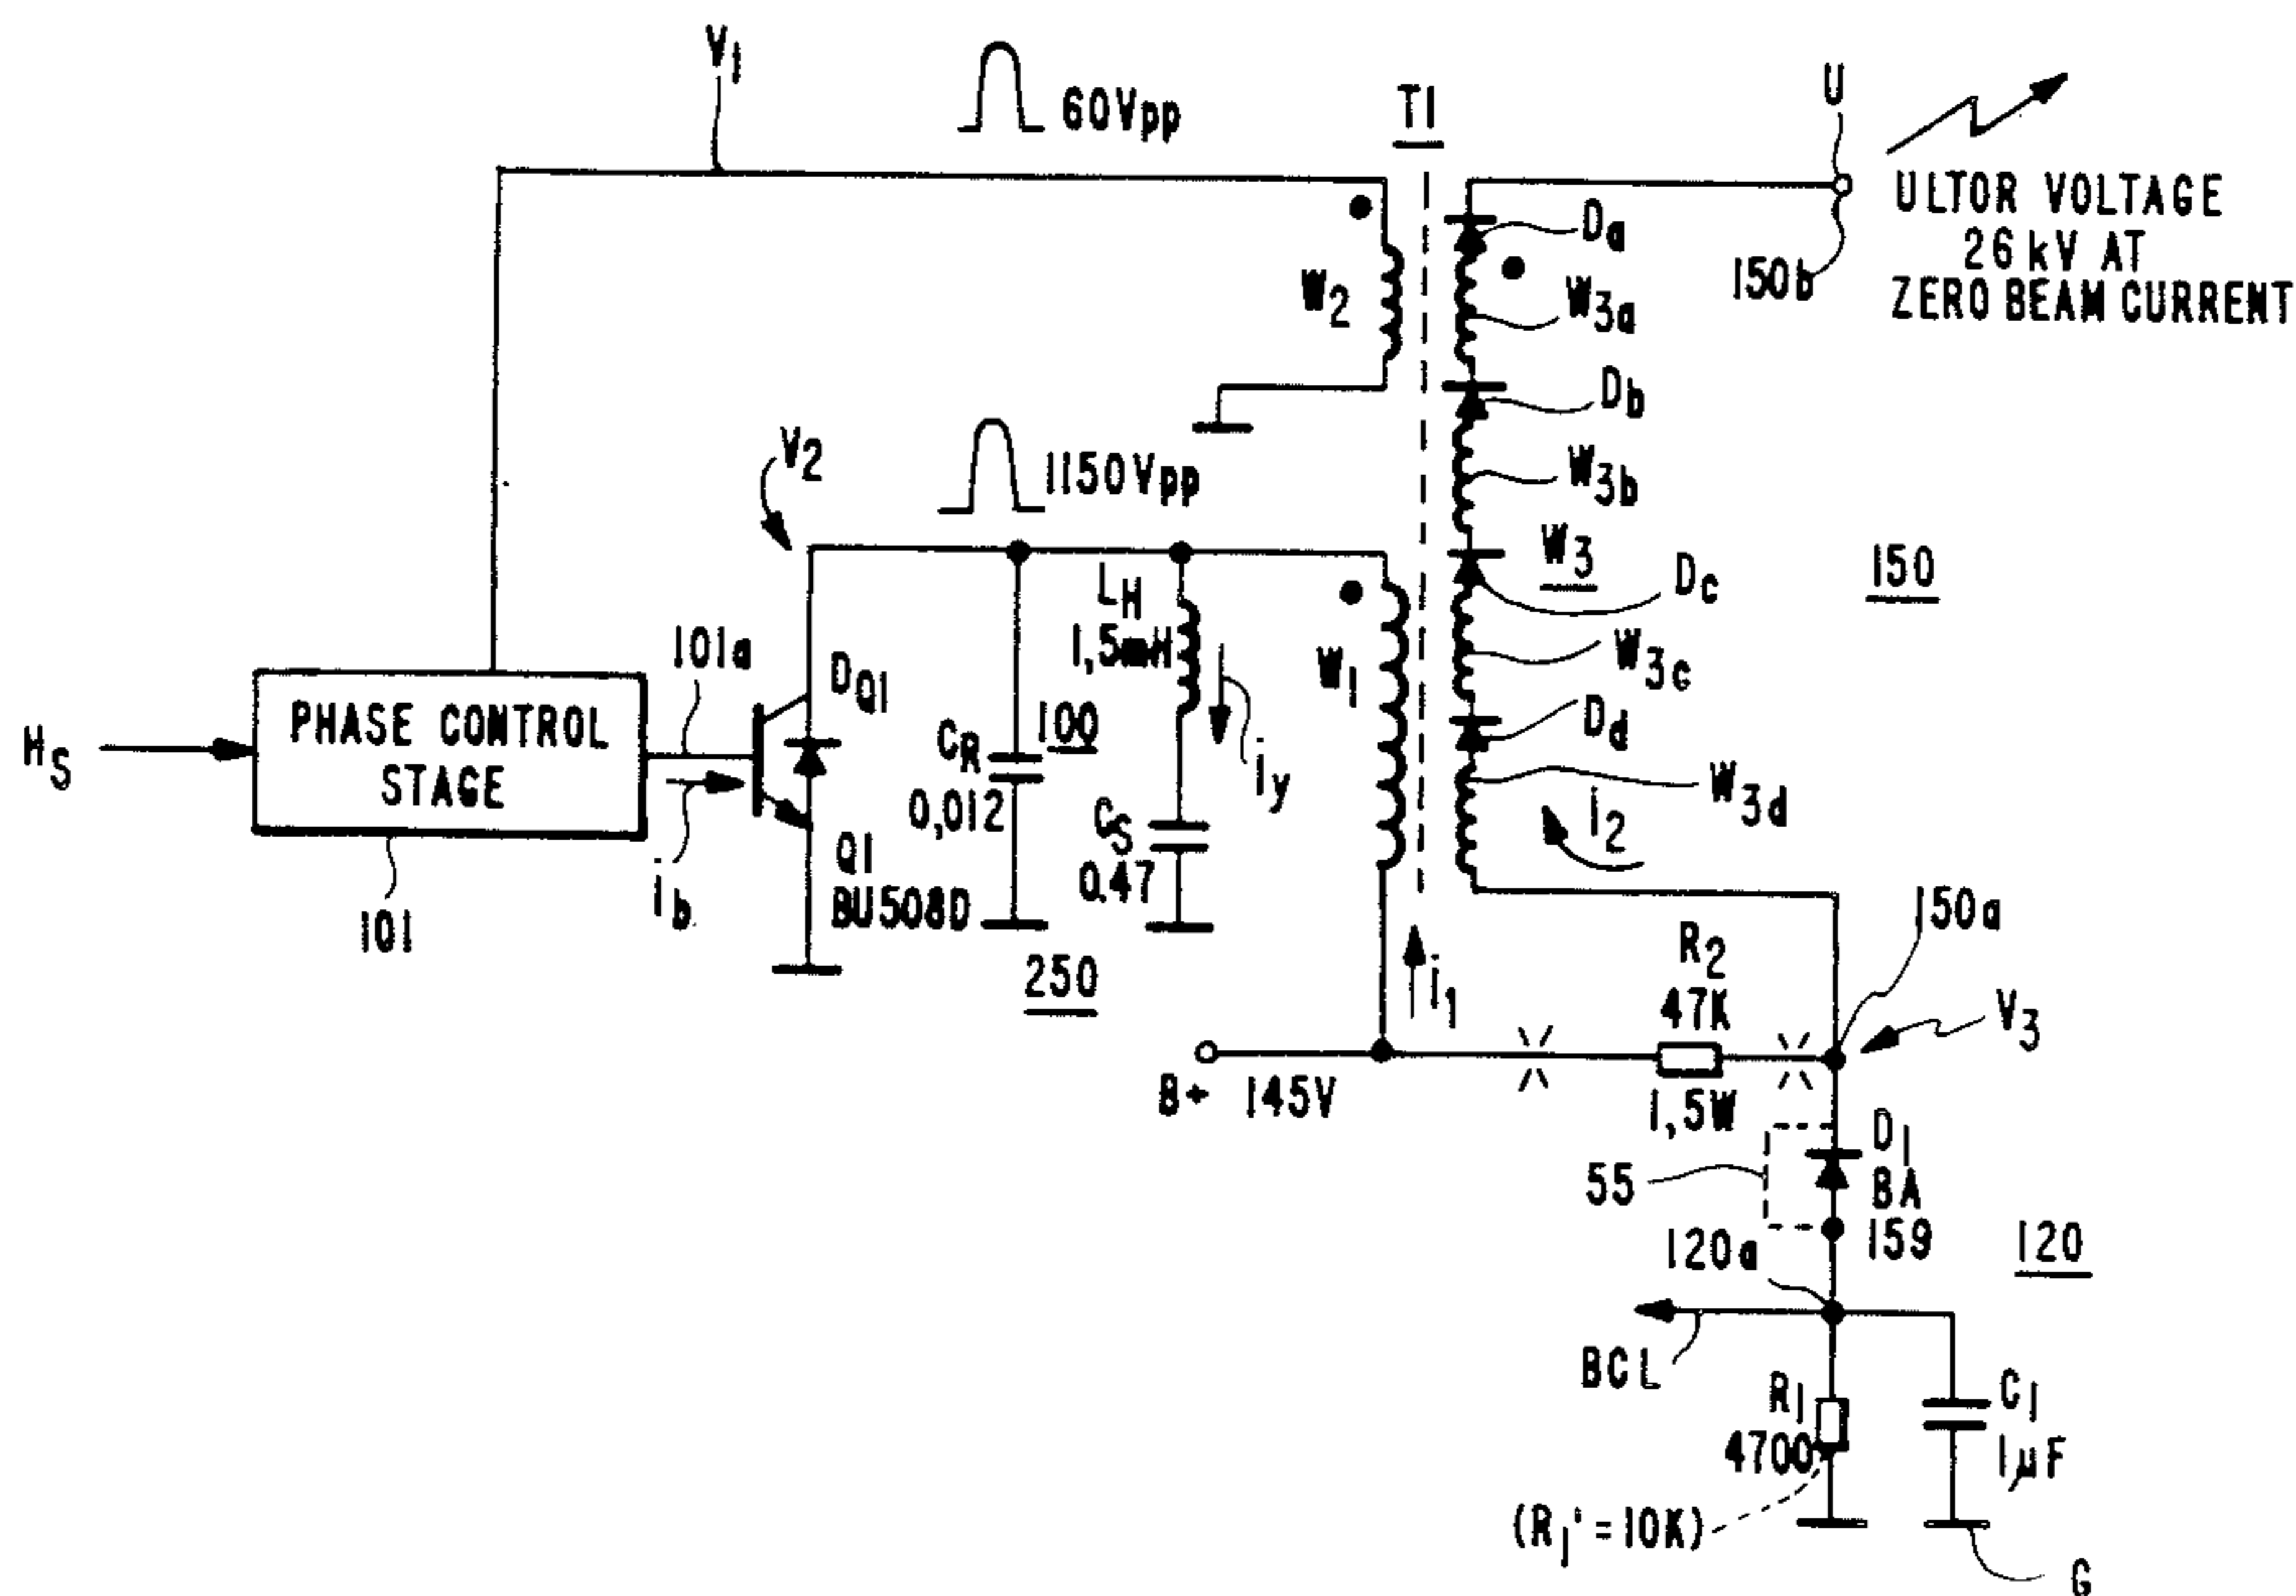 V1
60Vpp
T1
U
ULTOR VOLTAGE
26 kV AT
ZERO BEAM CURRENT
150b
Da
W2
W3a
Db
V2
1150Vpp
W3b
W3
Dc
150
LH
1,5mH
W1
W3c
101a
DQ1
HS
PHASE CONTROL
STAGE
CR
100
0,012
iy
Dd
W3d
i2
CS
0.47
Q1
BU508D
ib
101
250
150a
R2
47K
1,5W
i1
V3
B+ 145V
D1
BA
159
55
120a
120
BCL
R1
4700
(R1'=10K)
C1
1µF
G